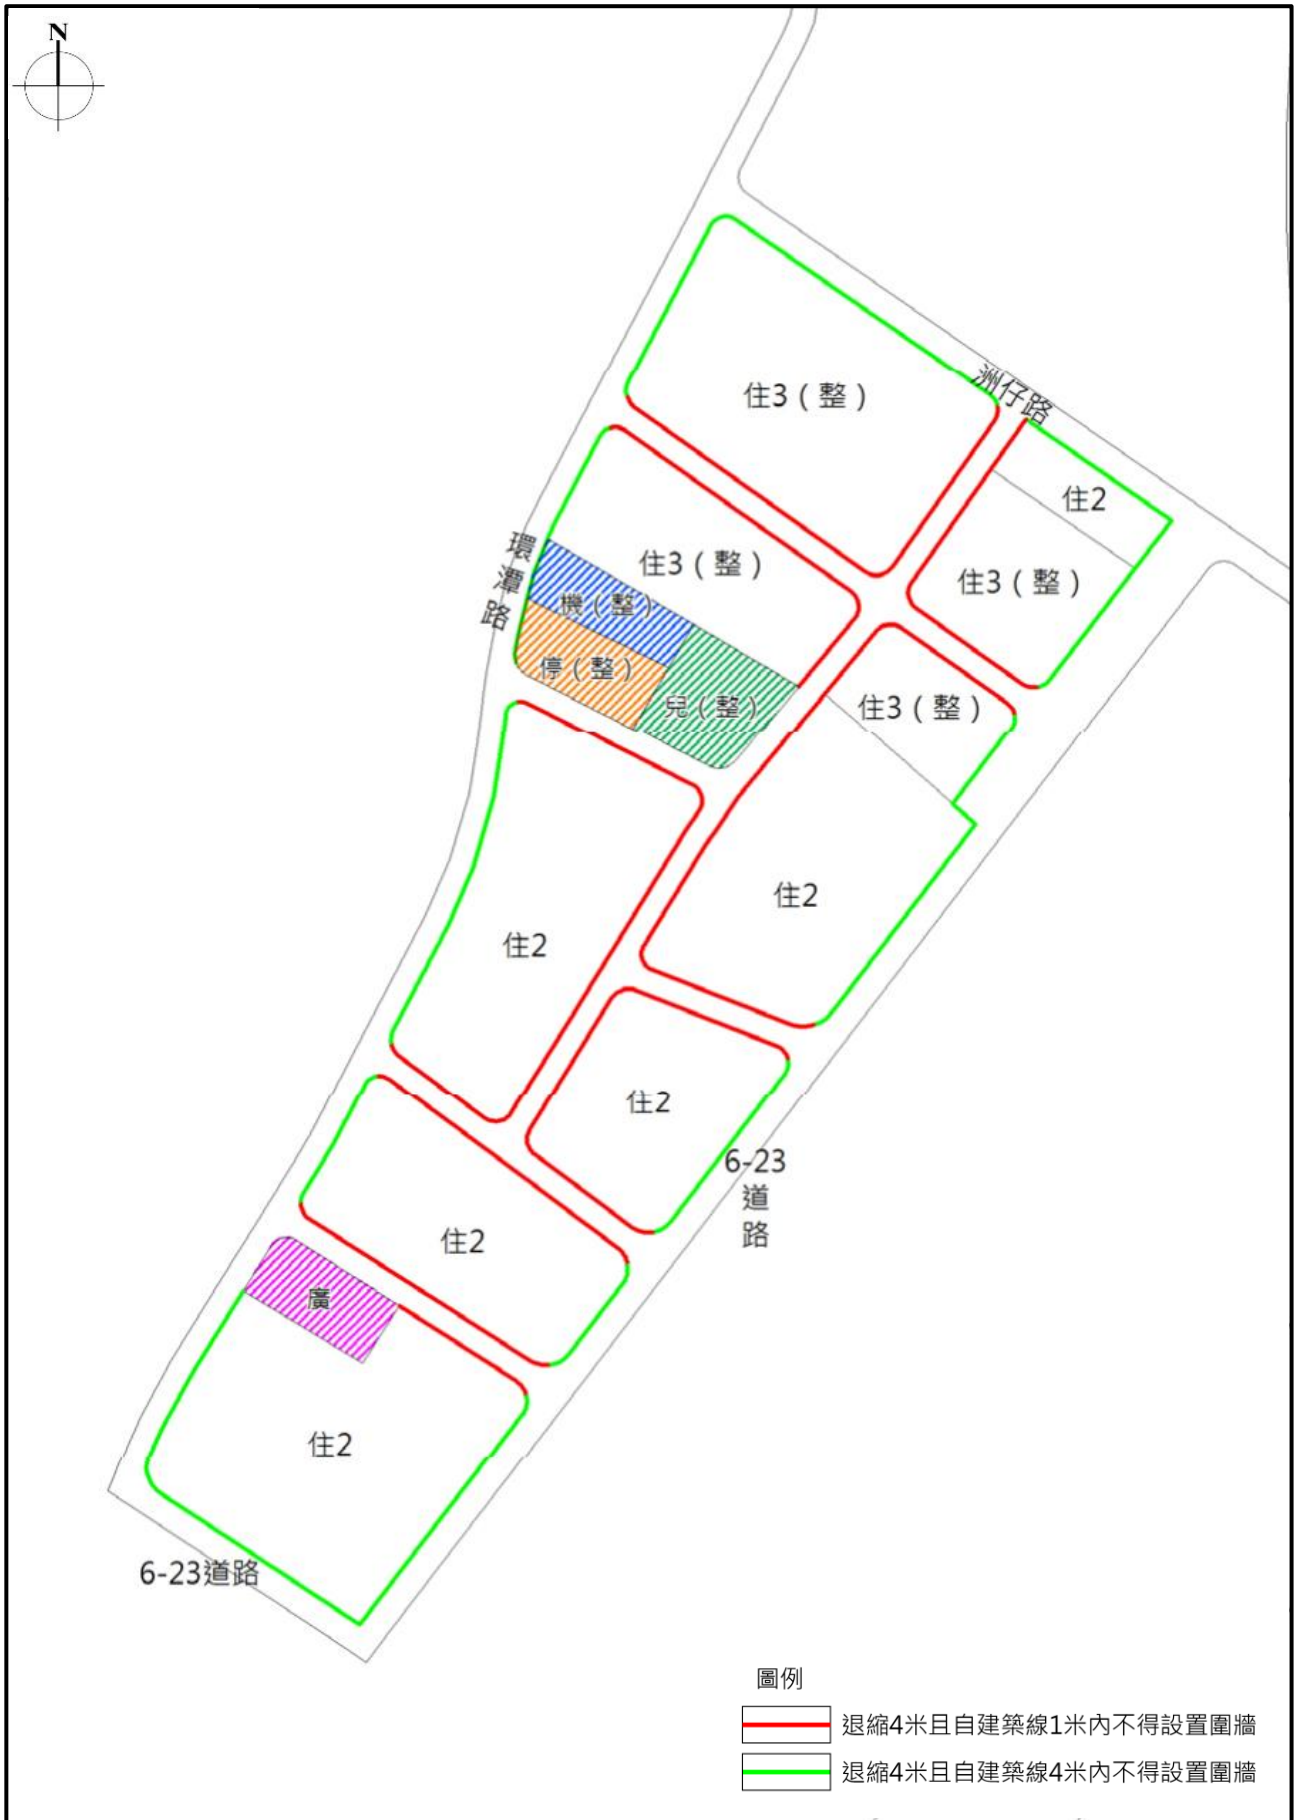 N
住3（整）
洲仔路
住2
住3（整）
環潭路
住3（整）
機（整）
停（整）
兒（整）
住3（整）
住2
住2
住2
6-23
道
路
住2
廣
住2
6-23道路
圖例
退縮4米且自建築線1米內不得設置圍牆
退縮4米且自建築線4米內不得設置圍牆